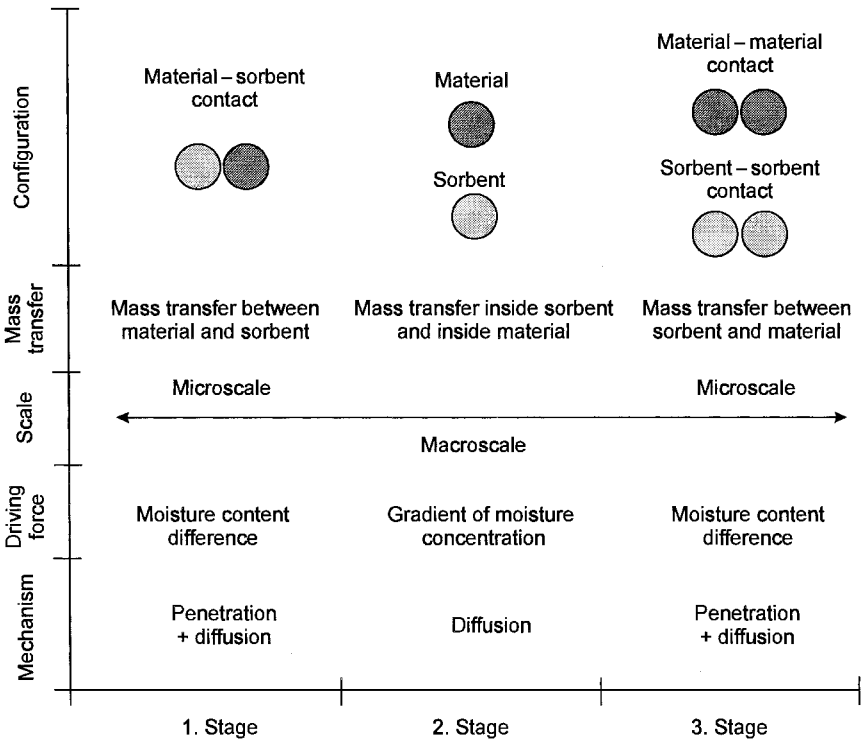 Configuration
Material – sorbent
contact
Material
Sorbent
Material – material
contact
Sorbent – sorbent
contact
Mass
transfer
Mass transfer between
material and sorbent
Mass transfer inside sorbent
and inside material
Mass transfer between
sorbent and material
Scale
Microscale
Microscale
Macroscale
Driving
force
Moisture content
difference
Gradient of moisture
concentration
Moisture content
difference
Mechanism
Penetration
+ diffusion
Diffusion
Penetration
+ diffusion
1. Stage
2. Stage
3. Stage